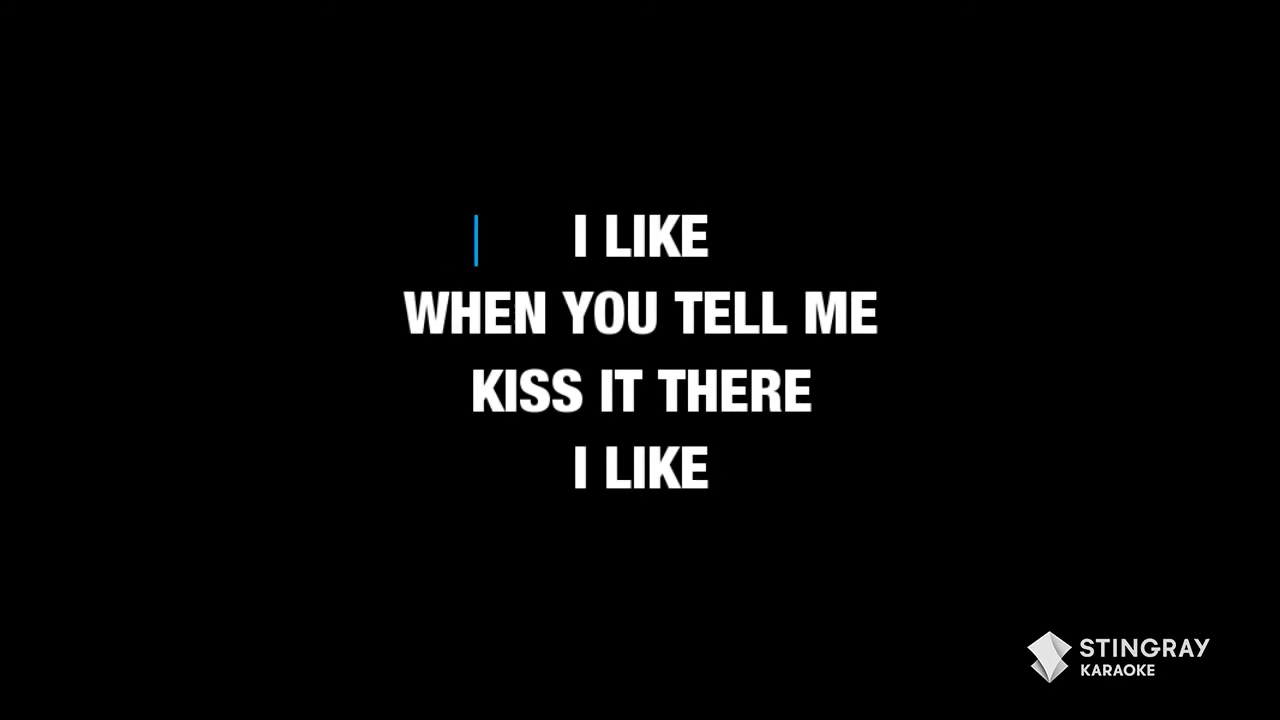 I LIKE
WHEN YOU TELL ME
KISS IT THERE
I LIKE
STINGRAY
KARAOKE